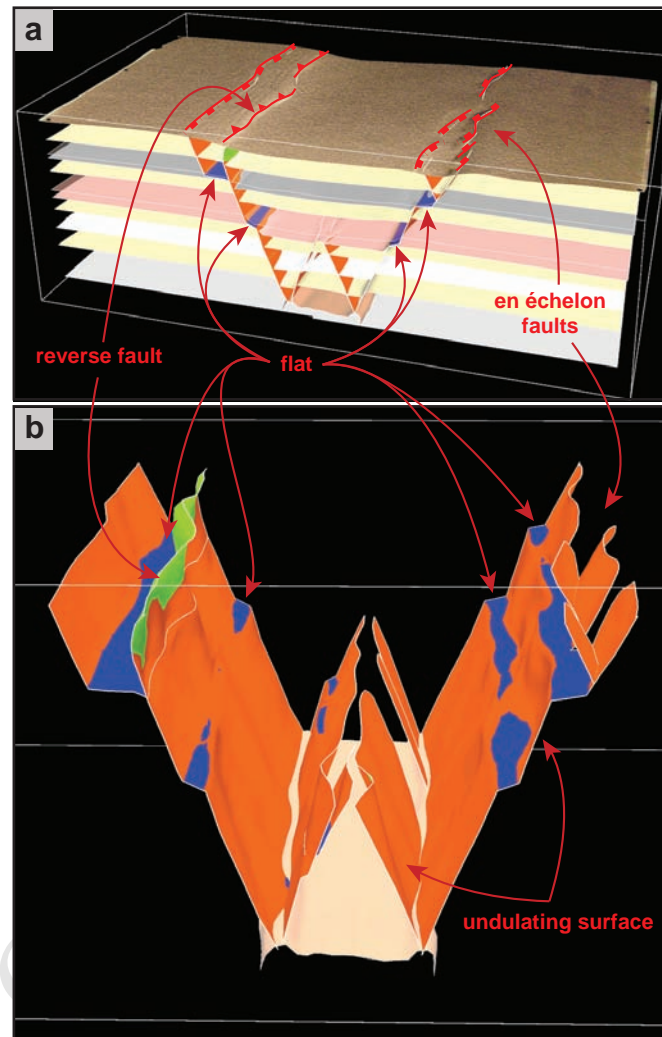 a
en échelon
faults
reverse fault
flat
b
undulating surface